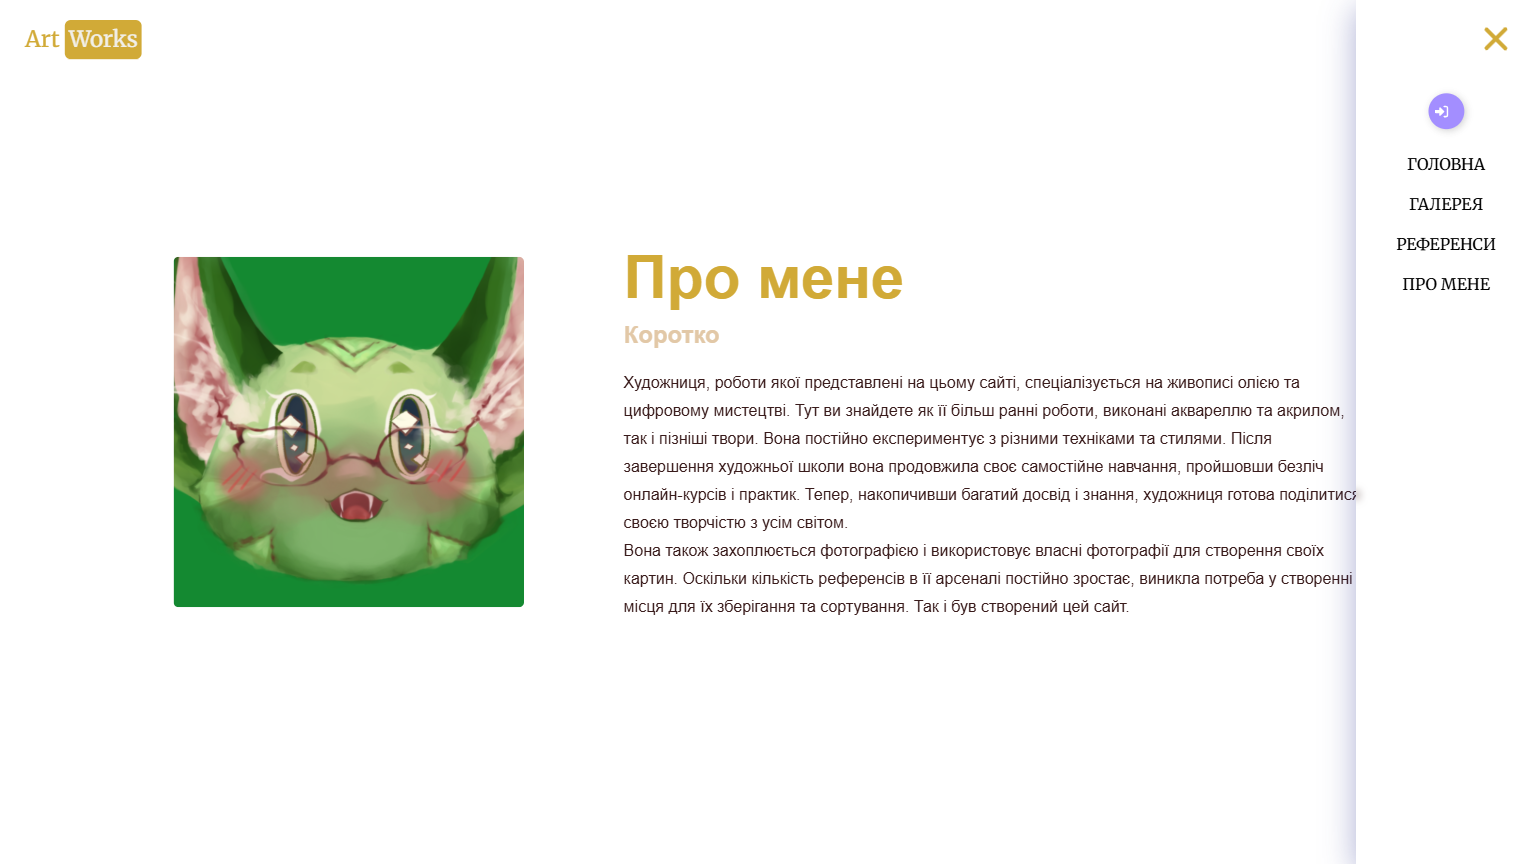 Art Works
ГОЛОВНА
ГАЛЕРЕЯ
РЕФЕРЕНСИ
ПРО МЕНЕ
Про мене
Коротко
Художниця, роботи якої представлені на цьому сайті, спеціалізується на живописі олією та
цифровому мистецтві. Тут ви знайдете як її більш ранні роботи, виконані аквареллю та акрилом,
так і пізніші твори. Вона постійно експериментує з різними техніками та стилями. Після
завершення художньої школи вона продовжила своє самостійне навчання, пройшовши безліч
онлайн-курсів і практик. Тепер, накопичивши багатий досвід і знання, художниця готова поділитися
своєю творчістю з усім світом.
Вона також захоплюється фотографією і використовує власні фотографії для створення своїх
картин. Оскільки кількість референсів в її арсеналі постійно зростає, виникла потреба у створенні
місця для їх зберігання та сортування. Так і був створений цей сайт.